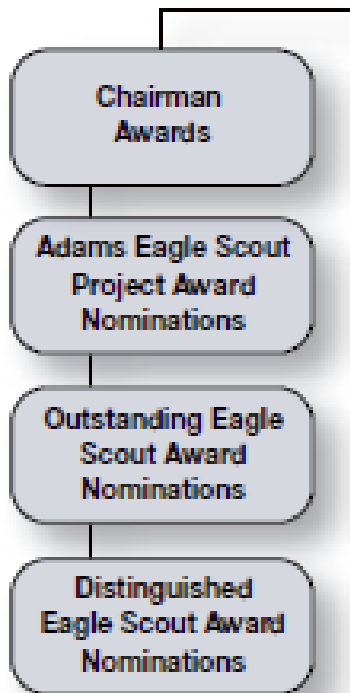 Chairman
Awards
Adams Eagle Scout
Project Award
Nominations
Outstanding Eagle
Scout Award
Nominations
Distinguished
Eagle Scout Award
Nominations